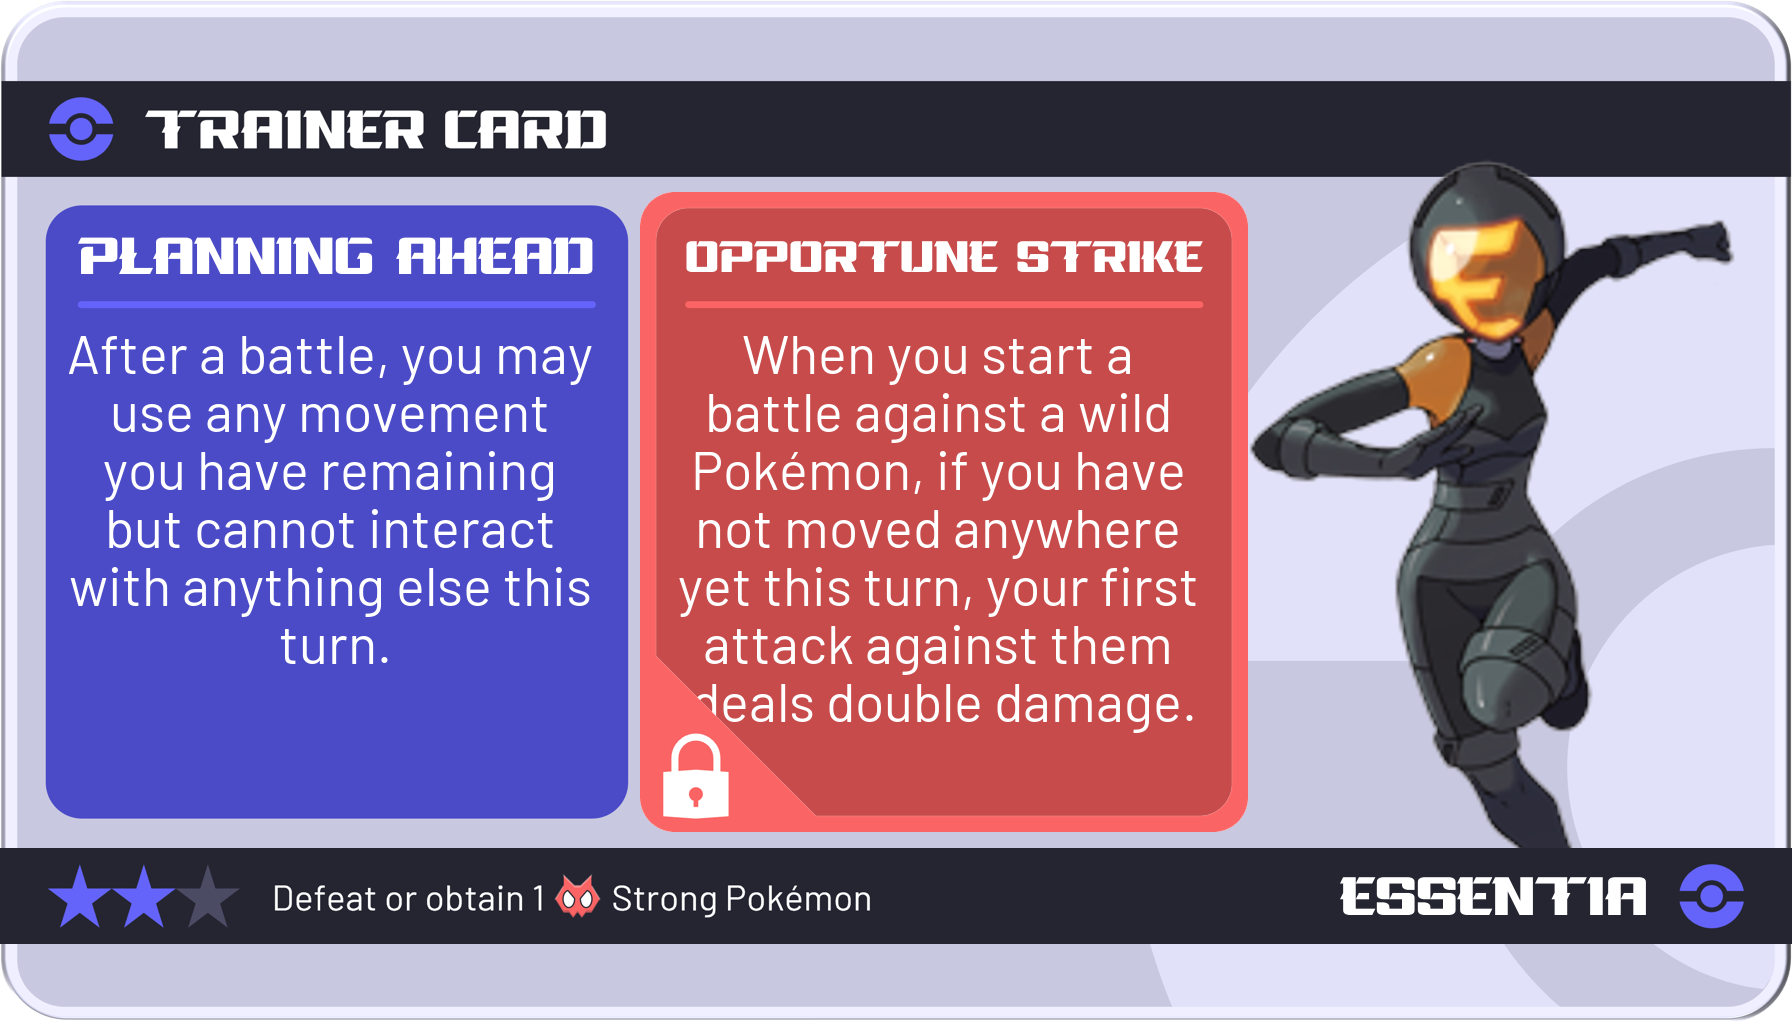 TRAINER CARD
PLANNING AHEAD
After a battle, you may
use any movement
you have remaining
but cannot interact
with anything else this
turn.
OPPORTUNE STRIKE
When you start a
battle against a wild
Pokémon, if you have
not moved anywhere
yet this turn, your first
attack against them
deals double damage.
Defeat or obtain 1 Strong Pokémon
ESSENTIA